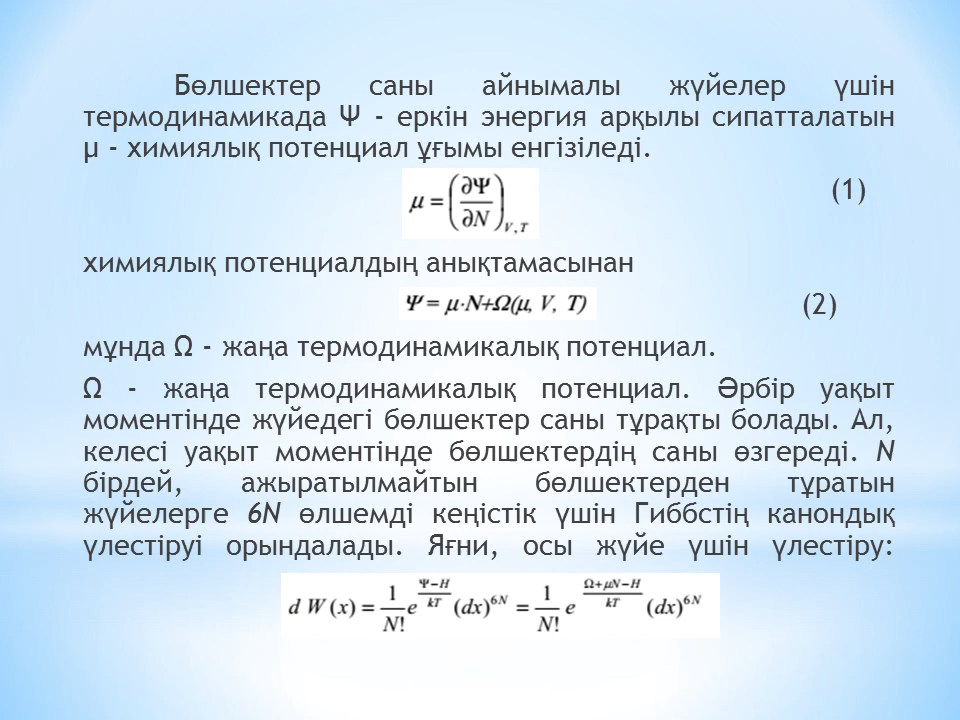 Бөлшектер саны айнымалы жүйелер үшін
термодинамикада Ψ - еркін энергия арқылы сипатталатын
μ - химиялық потенциал ұғымы енгізіледі.
μ = (∂Ψ/∂N)_{V,T} (1)
химиялық потенциалдың анықтамасынан
Ψ = μ·N+Ω(μ, V, T) (2)
мұнда Ω - жаңа термодинамикалық потенциал.
Ω - жаңа термодинамикалық потенциал. Әрбір уақыт
моментінде жүйедегі бөлшектер саны тұрақты болады. Ал,
келесі уақыт моментінде бөлшектердің саны өзгереді. N
бірдей, ажыратылмайтын бөлшектерден тұратын
жүйелерге 6N өлшемді кеңістік үшін Гиббстің канондық
үлестіруі орындалады. Яғни, осы жүйе үшін үлестіру:
d W (x) = 1/N! e^{(Ψ−H)/kT} (dx)^{6N} = 1/N! e^{(Ω+μN−H)/kT} (dx)^{6N}